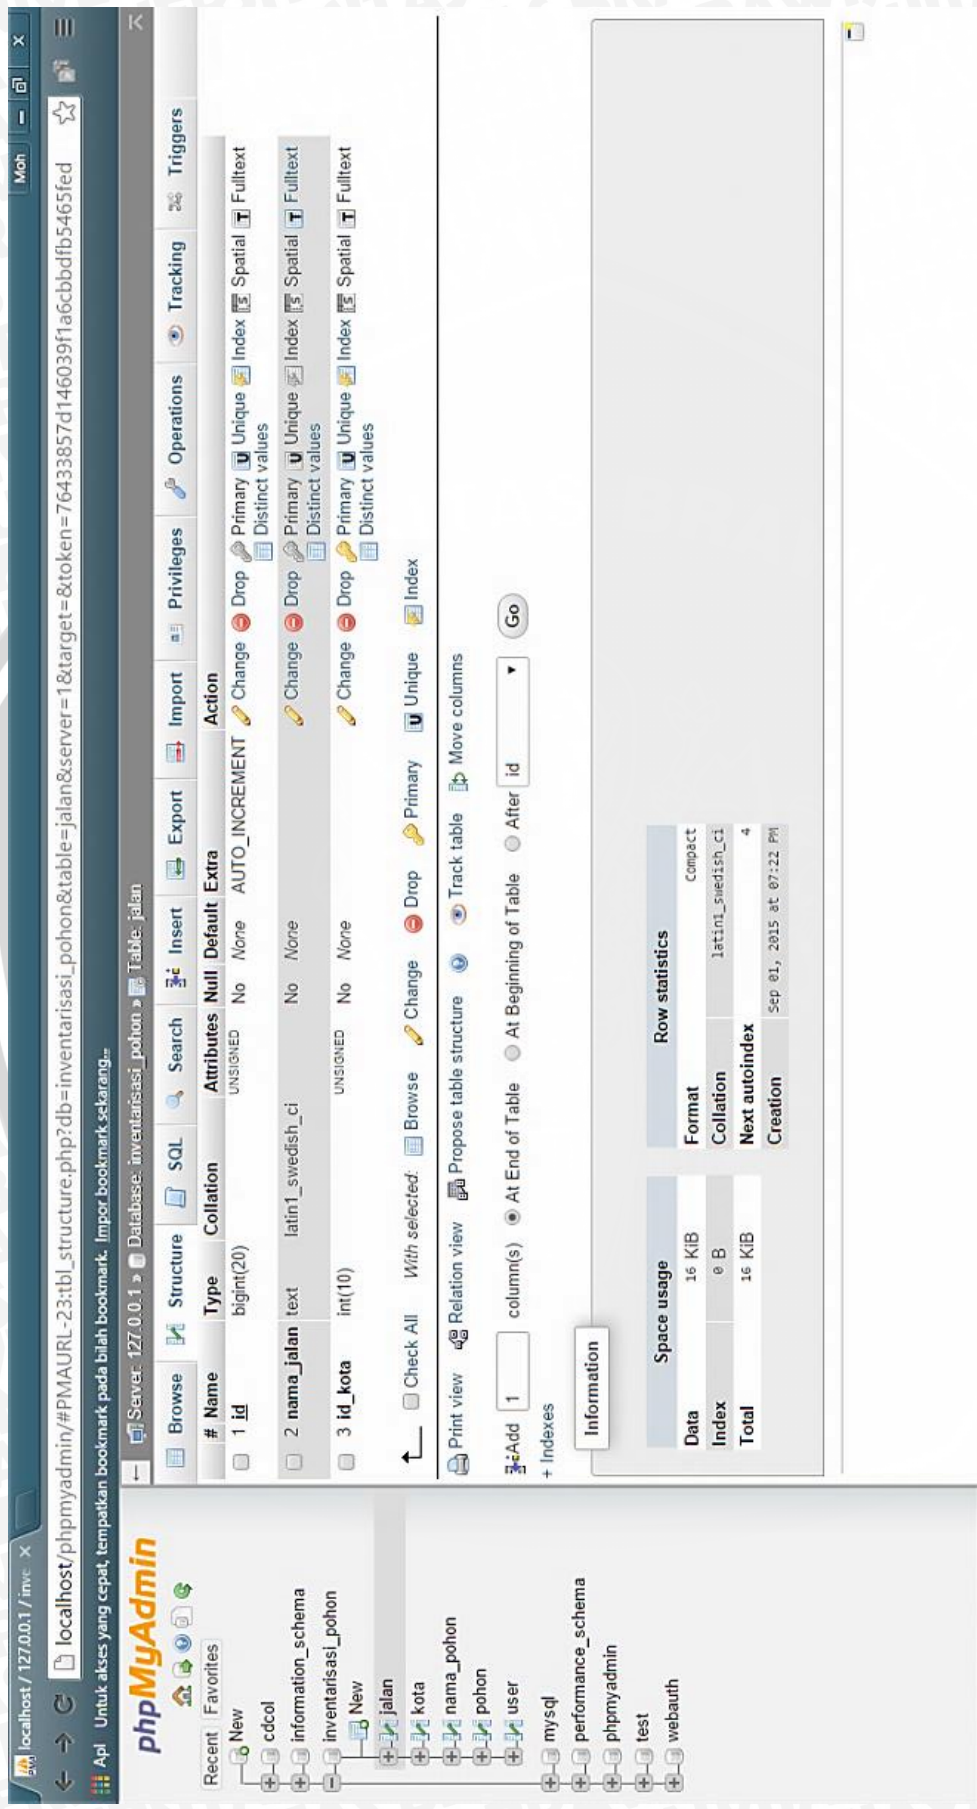 localhost / 127.0.0.1 / inve
Moh
localhost/phpmyadmin/#PMAURL-23:tbl_structure.php?db=inventarisasi_pohon&table=jalan&server=1&target=&token=76433857d146039f1a6cbbdfb5465fed
Apl Untuk akses yang cepat, tempatkan bookmark pada bilah bookmark. Impor bookmark sekarang...
phpMyAdmin
Recent Favorites
New
cdcol
information_schema
inventarisasi_pohon
New
jalan
kota
nama_pohon
pohon
user
mysql
performance_schema
phpmyadmin
test
webauth
Server: 127.0.0.1 » Database: inventarisasi_pohon » Table: jalan
Browse Structure SQL Search Insert Export Import Privileges Operations Tracking Triggers
# Name Type Collation Attributes Null Default Extra Action
1 id bigint(20) UNSIGNED No None AUTO_INCREMENT Change Drop Primary Unique Index Spatial Fulltext
Distinct values
2 nama_jalan text latin1_swedish_ci No None Change Drop Primary Unique Index Spatial Fulltext
Distinct values
3 id_kota int(10) UNSIGNED No None Change Drop Primary Unique Index Spatial Fulltext
Distinct values
Check All With selected: Browse Change Drop Primary Unique Index
Print view Relation view Propose table structure Track table Move columns
Add 1 column(s) At End of Table At Beginning of Table After id Go
+ Indexes
Information
Space usage
Data 16 KiB
Index 0 B
Total 16 KiB
Row statistics
Format Compact
Collation latin1_swedish_ci
Next autoindex 4
Creation Sep 01, 2015 at 07:22 PM